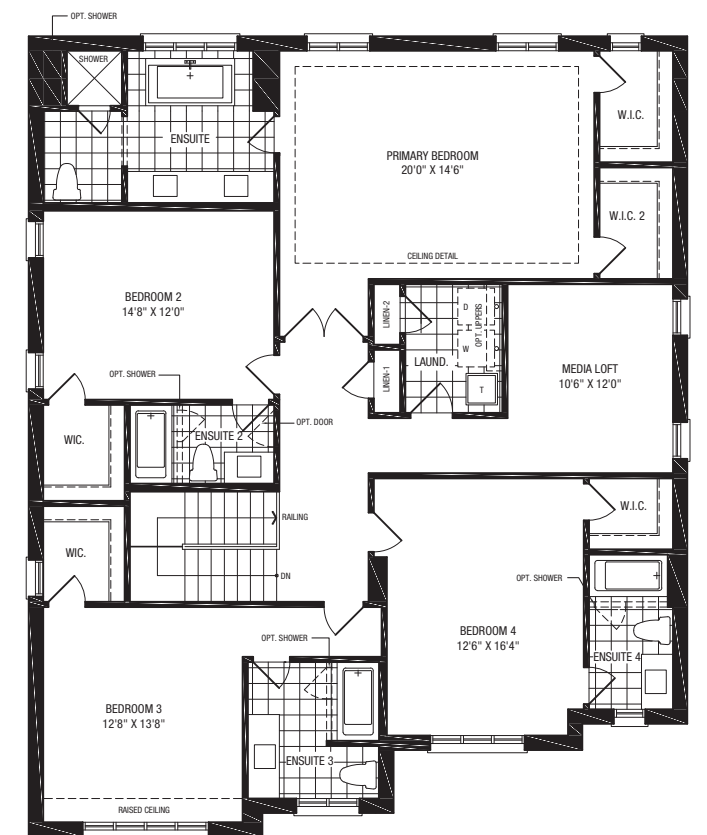 OPT. SHOWER
SHOWER
ENSUITE
PRIMARY BEDROOM
20'0" X 14'6"
CEILING DETAIL
W.I.C.
W.I.C. 2
BEDROOM 2
14'8" X 12'0"
LINEN-2
LINEN-1
D
W
OPT. UPPERS
LAUND.
T
MEDIA LOFT
10'6" X 12'0"
OPT. SHOWER
WIC.
ENSUITE 2
OPT. DOOR
RAILING
DN
WIC.
W.I.C.
OPT. SHOWER
BEDROOM 4
12'6" X 16'4"
ENSUITE 4
OPT. SHOWER
BEDROOM 3
12'8" X 13'8"
ENSUITE 3
RAISED CEILING